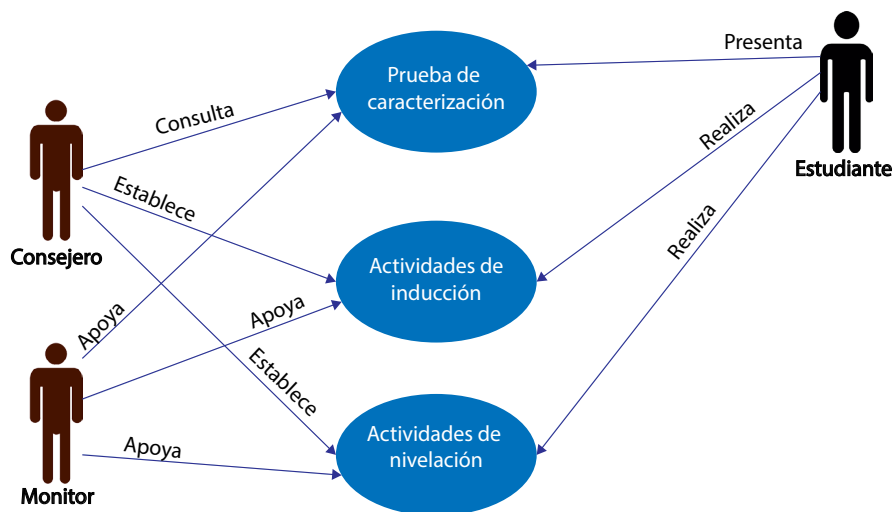 Presenta
Prueba de
caracterización
Consulta
Realiza
Estudiante
Establece
Realiza
Consejero
Actividades de
inducción
Apoya
Apoya
Establece
Actividades de
nivelación
Apoya
Monitor